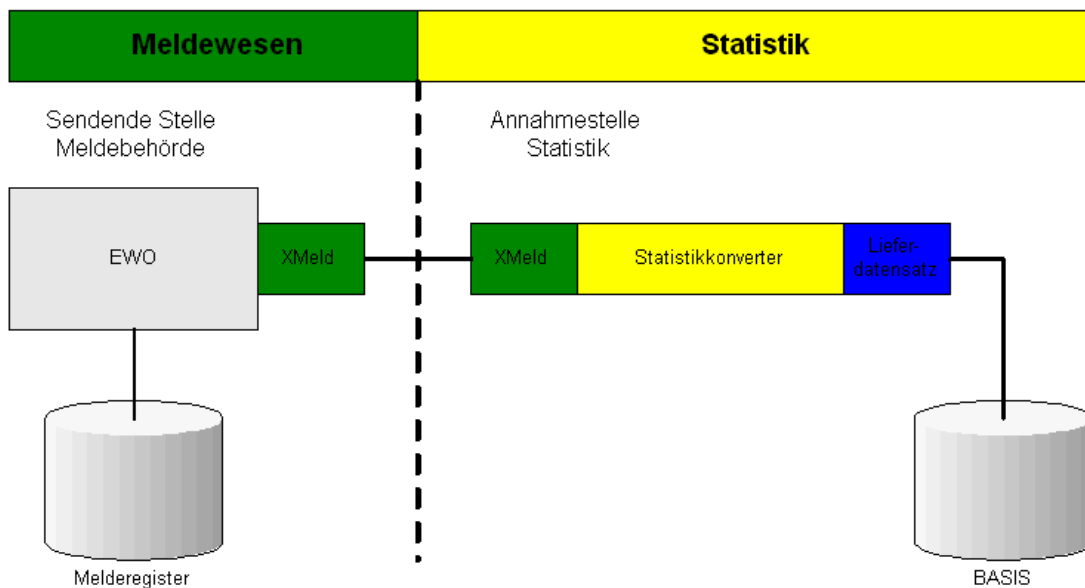 Meldewesen
Statistik
Sendende Stelle
Meldebehörde
Annahmestelle
Statistik
EWO
XMeld
XMeld
Statistikkonverter
Liefer-
datensatz
Melderegister
BASIS